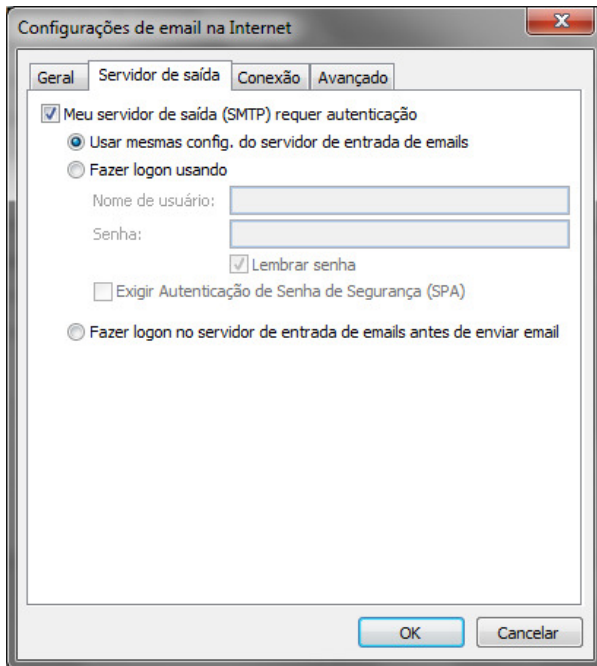 Configurações de email na Internet
Geral Servidor de saída Conexão Avançado
Meu servidor de saída (SMTP) requer autenticação
Usar mesmas config. do servidor de entrada de emails
Fazer logon usando
Nome de usuário:
Senha:
Lembrar senha
Exigir Autenticação de Senha de Segurança (SPA)
Fazer logon no servidor de entrada de emails antes de enviar email
OK Cancelar